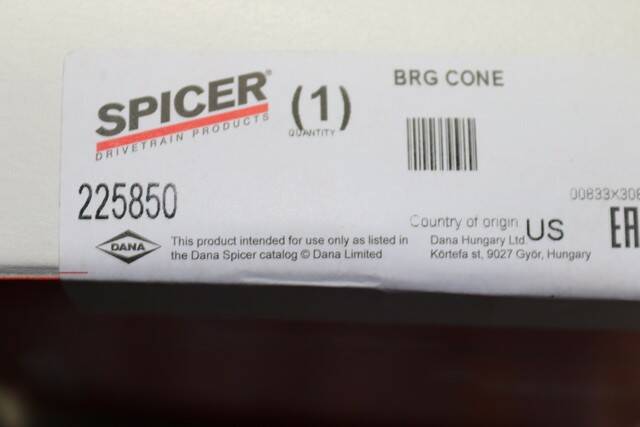 SPICER®
DRIVETRAIN PRODUCTS
(1)
QUANTITY
BRG CONE
225850
Country of origin US
DANA
This product intended for use only as listed in
the Dana Spicer catalog © Dana Limited
Dana Hungary Ltd.
Körtefa st, 9027 Győr, Hungary